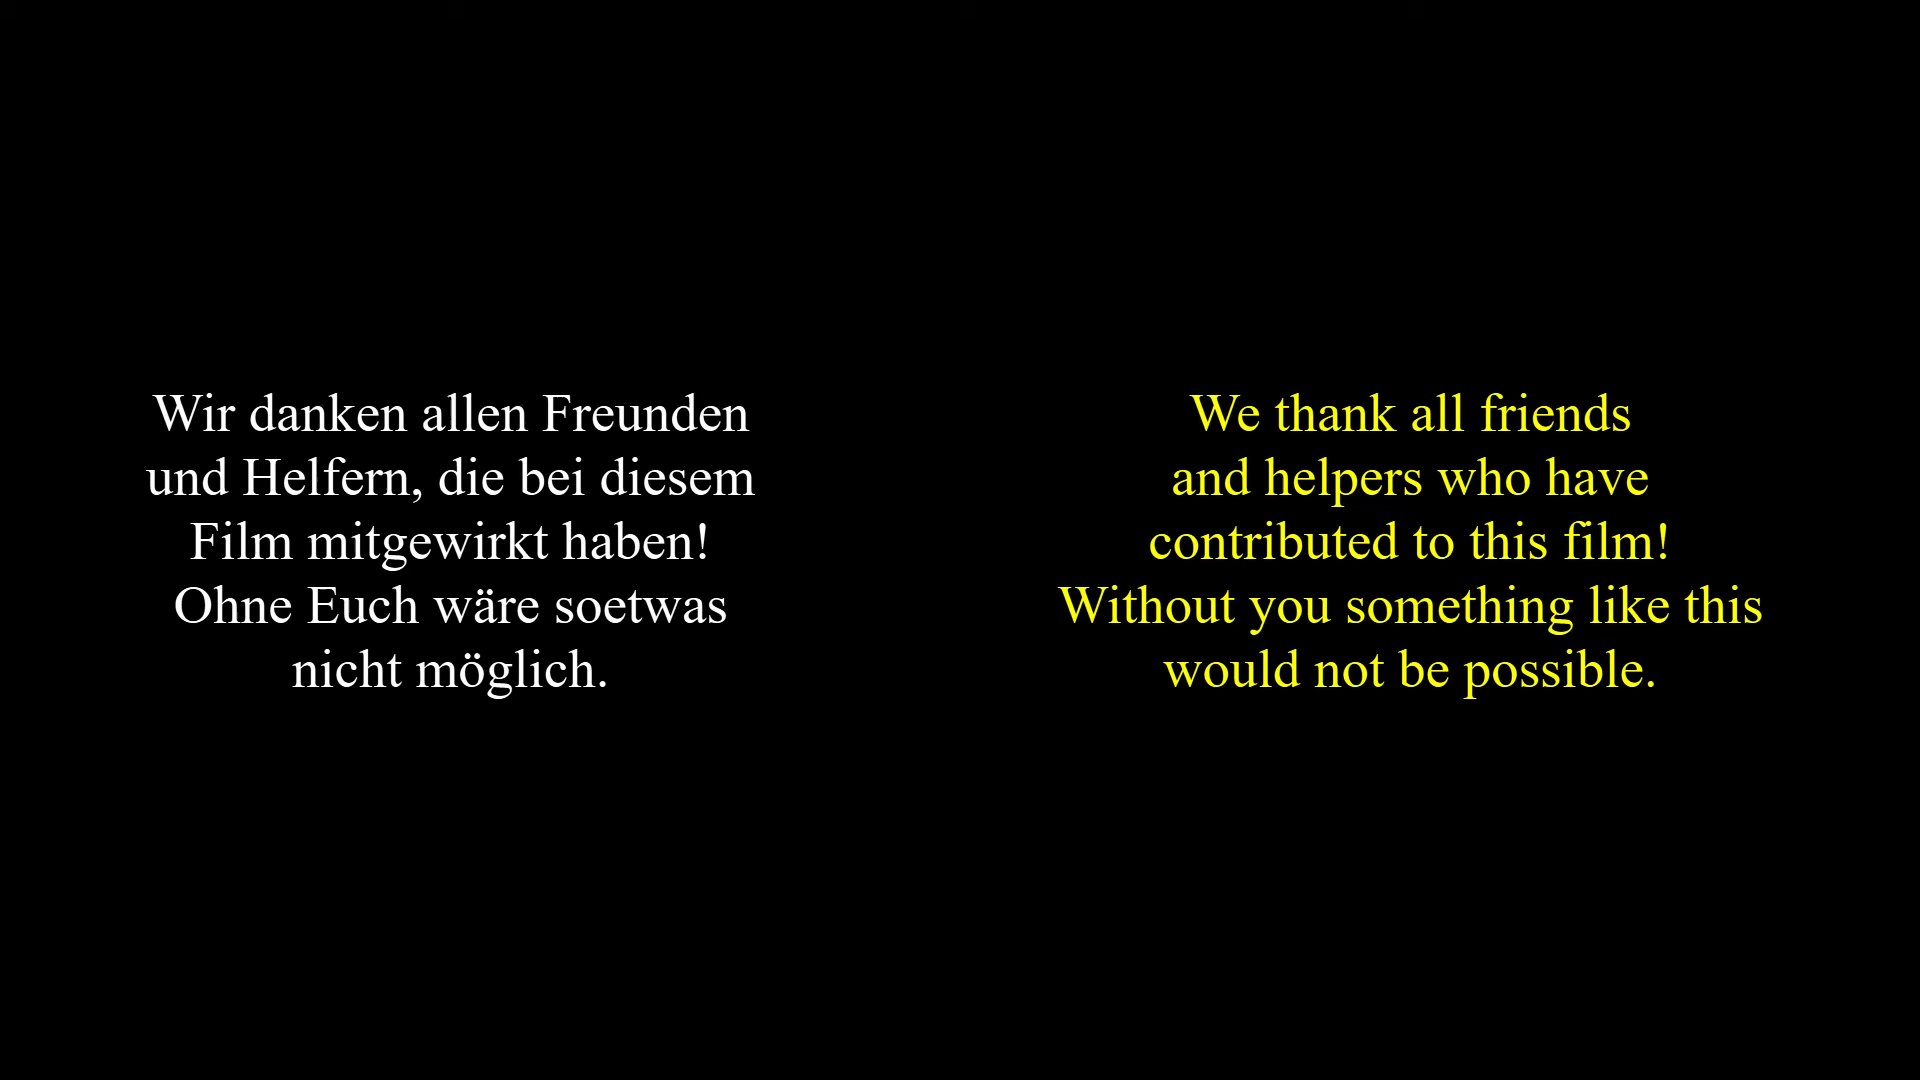 Wir danken allen Freunden
und Helfern, die bei diesem
Film mitgewirkt haben!
Ohne Euch wäre soetwas
nicht möglich.
We thank all friends
and helpers who have
contributed to this film!
Without you something like this
would not be possible.